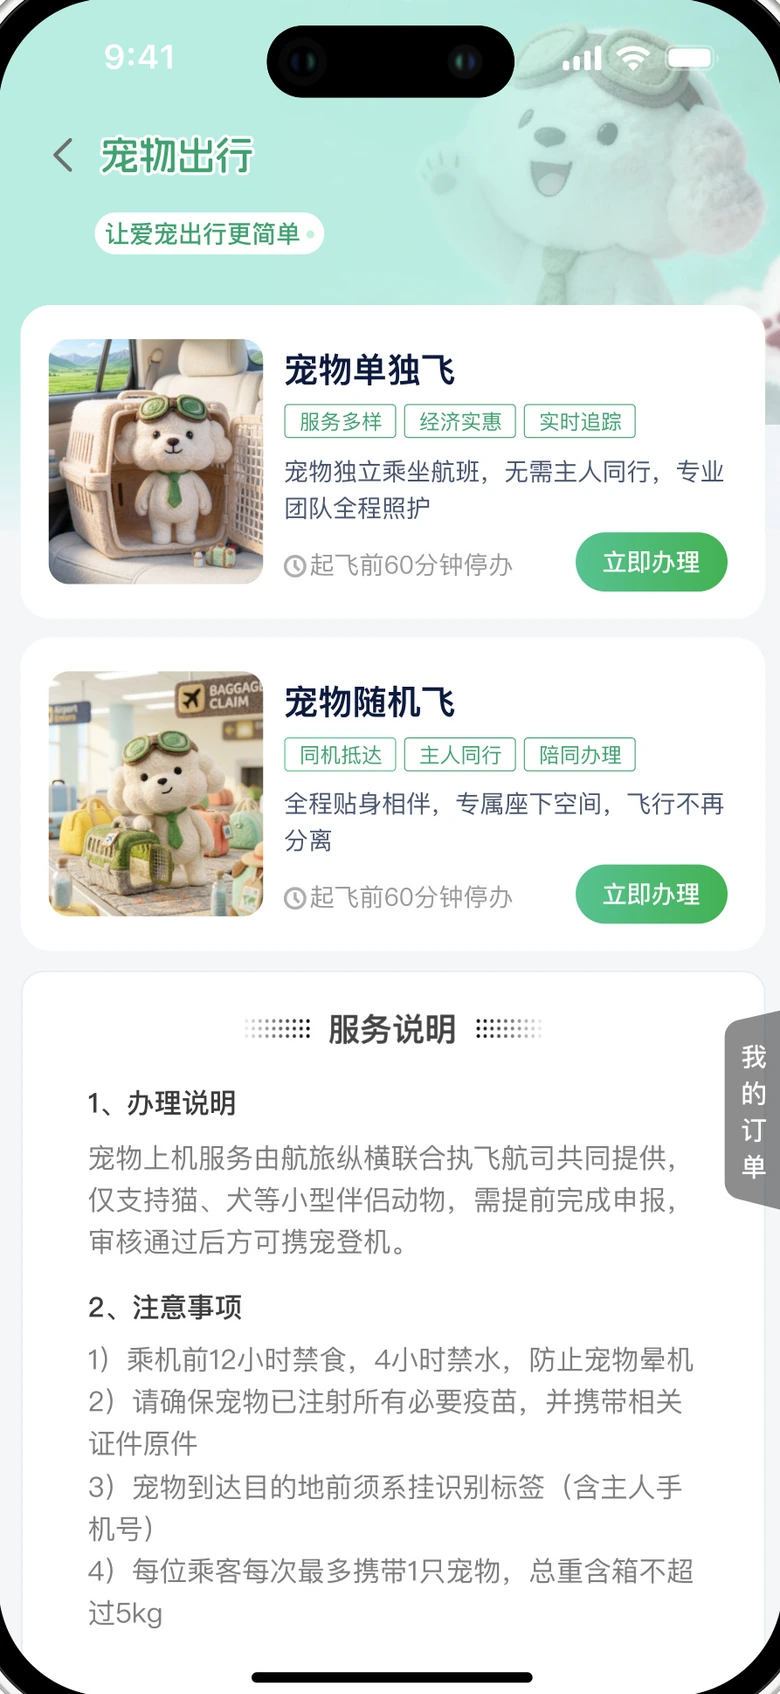 9:41
宠物出行
让爱宠出行更简单
宠物单独飞
服务多样 经济实惠 实时追踪
宠物独立乘坐航班，无需主人同行，专业
团队全程照护
起飞前60分钟停办
立即办理
BAGGAGE
CLAIM
宠物随机飞
同机抵达 主人同行 陪同办理
全程贴身相伴，专属座下空间，飞行不再
分离
起飞前60分钟停办
立即办理
服务说明
我的订单
1、办理说明
宠物上机服务由航旅纵横联合执飞航司共同提供，
仅支持猫、犬等小型伴侣动物，需提前完成申报，
审核通过后方可携宠登机。
2、注意事项
1）乘机前12小时禁食，4小时禁水，防止宠物晕机
2）请确保宠物已注射所有必要疫苗，并携带相关
证件原件
3）宠物到达目的地前须系挂识别标签（含主人手
机号）
4）每位乘客每次最多携带1只宠物，总重含箱不超
过5kg